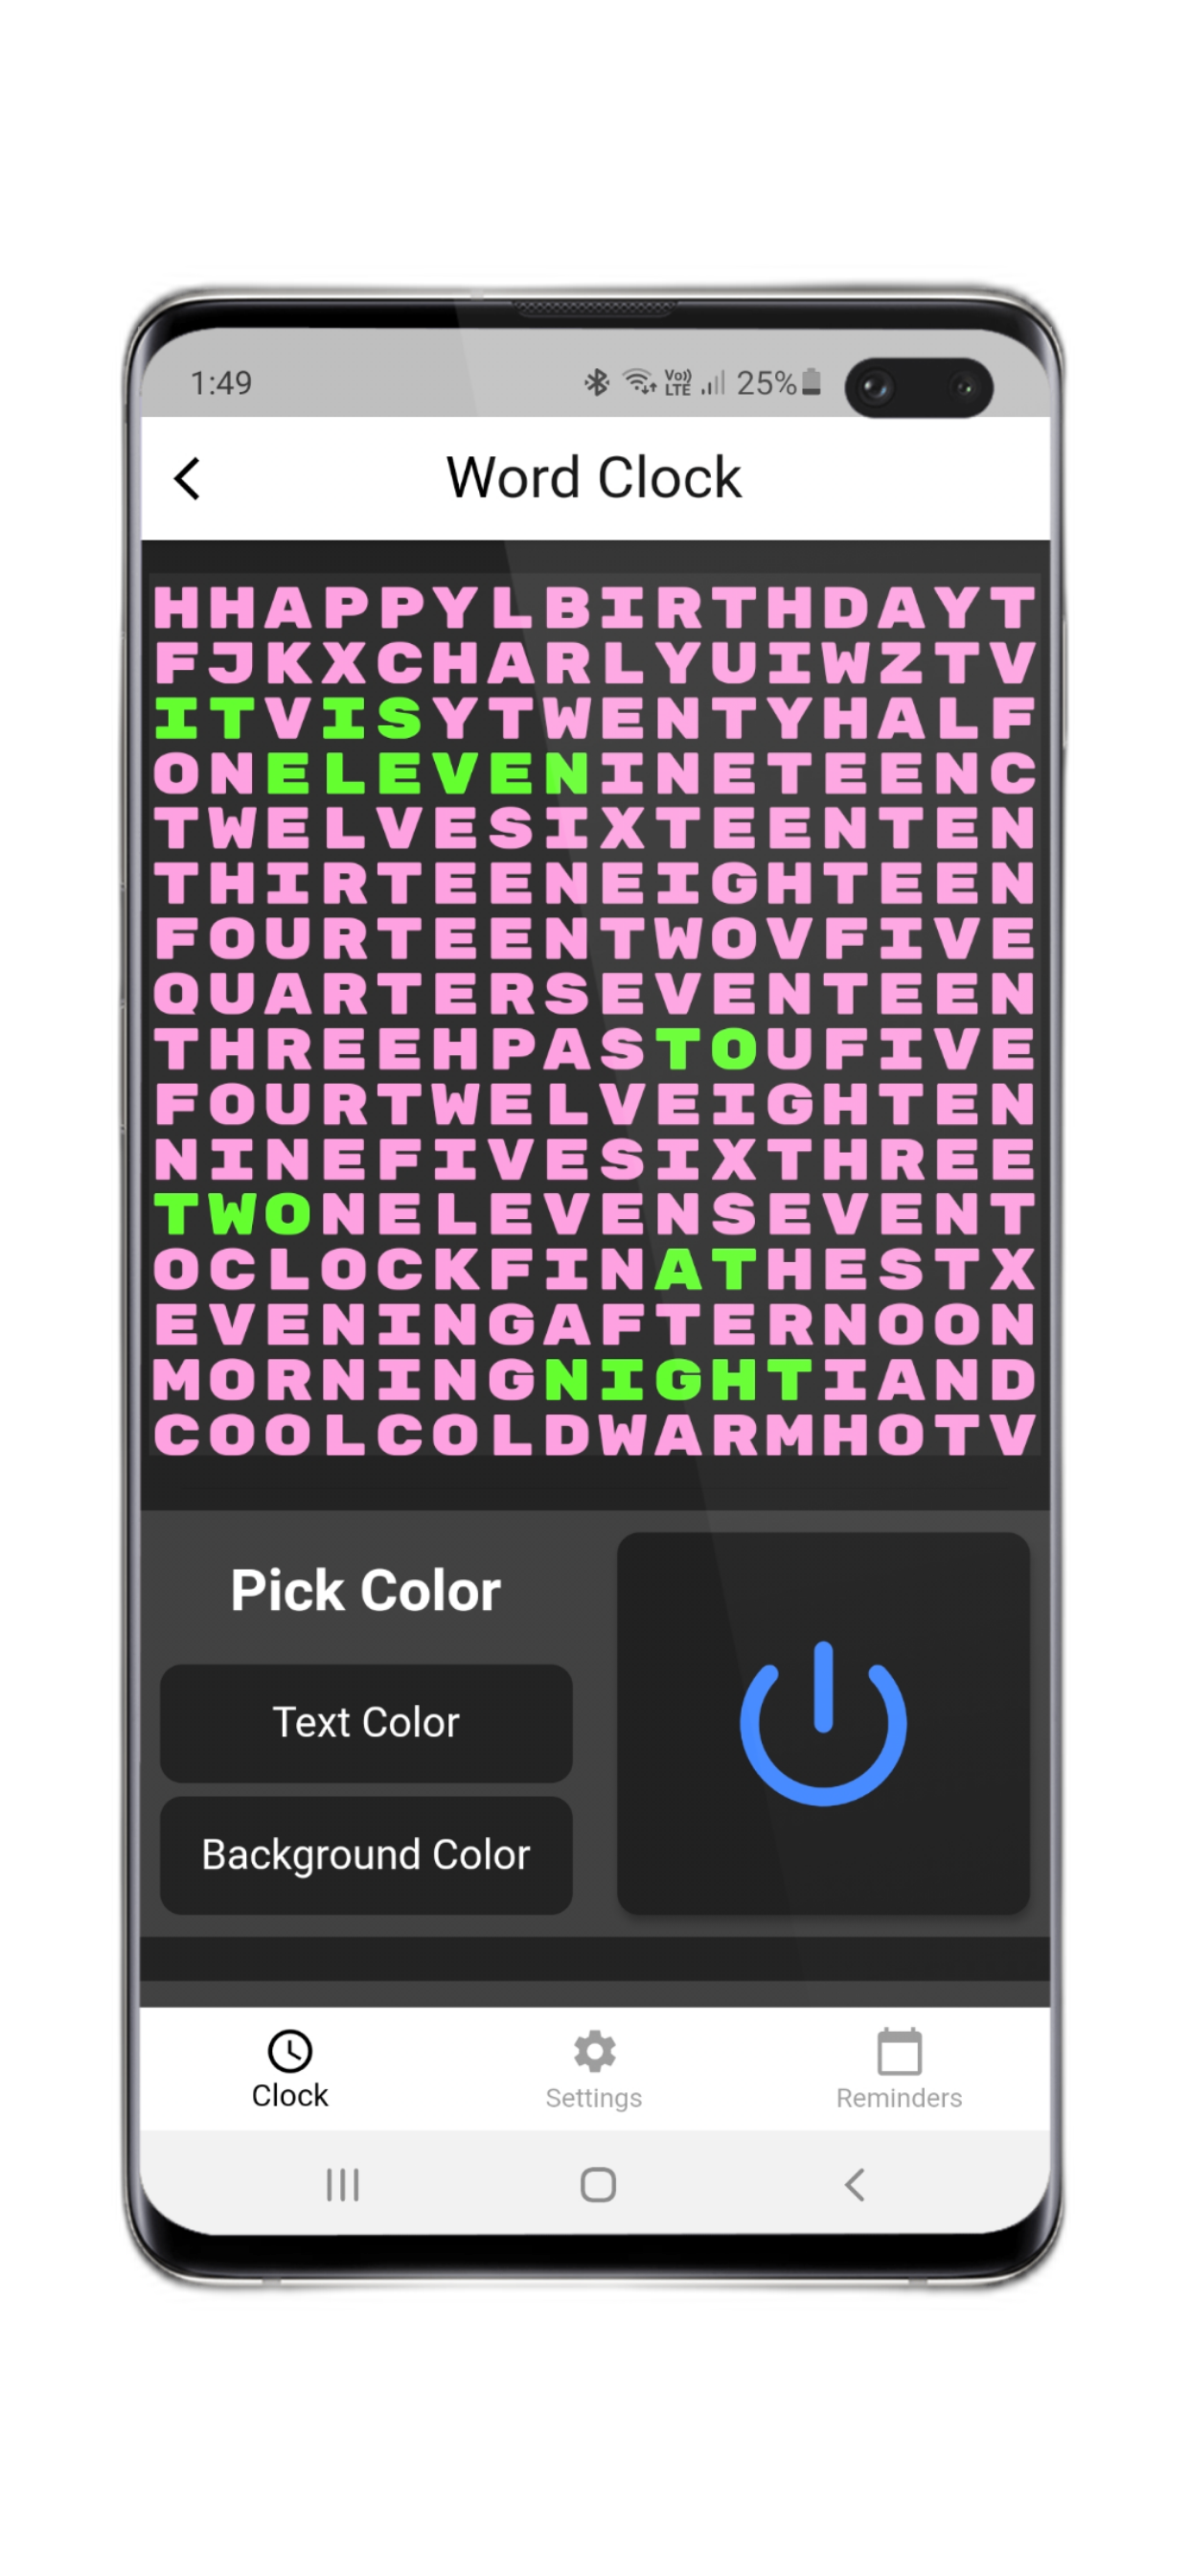 1:49 Vo)) LTE 25%
Word Clock
HHAPPYLBIRTHDAYT
FJKXCHARLYUIWZTV
ITVISYTWENTYHALF
ONELEVENINETEENC
TWELVESIXTEENTEN
THIRTEENEIGHTEEN
FOURTEENTWOVFIVE
QUARTERSEVENTEEN
THREEHPASTOUFIVE
FOURTWELVEIGHTEN
NINEFIVESIXTHREE
TWONELEVENSEVENT
OCLOCKFINATHESTX
EVENINGAFTERNOON
MORNINGNIGHTIAND
COOLCOLDWARMHOTV
Pick Color
Text Color
Background Color
Clock Settings Reminders